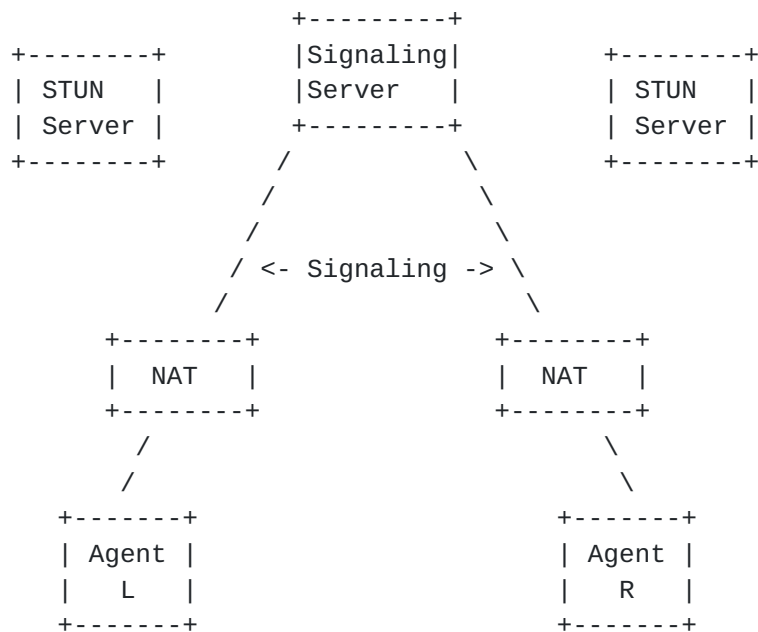 Signaling
Server
STUN
Server
STUN
Server
<- Signaling ->
NAT
NAT
Agent
L
Agent
R